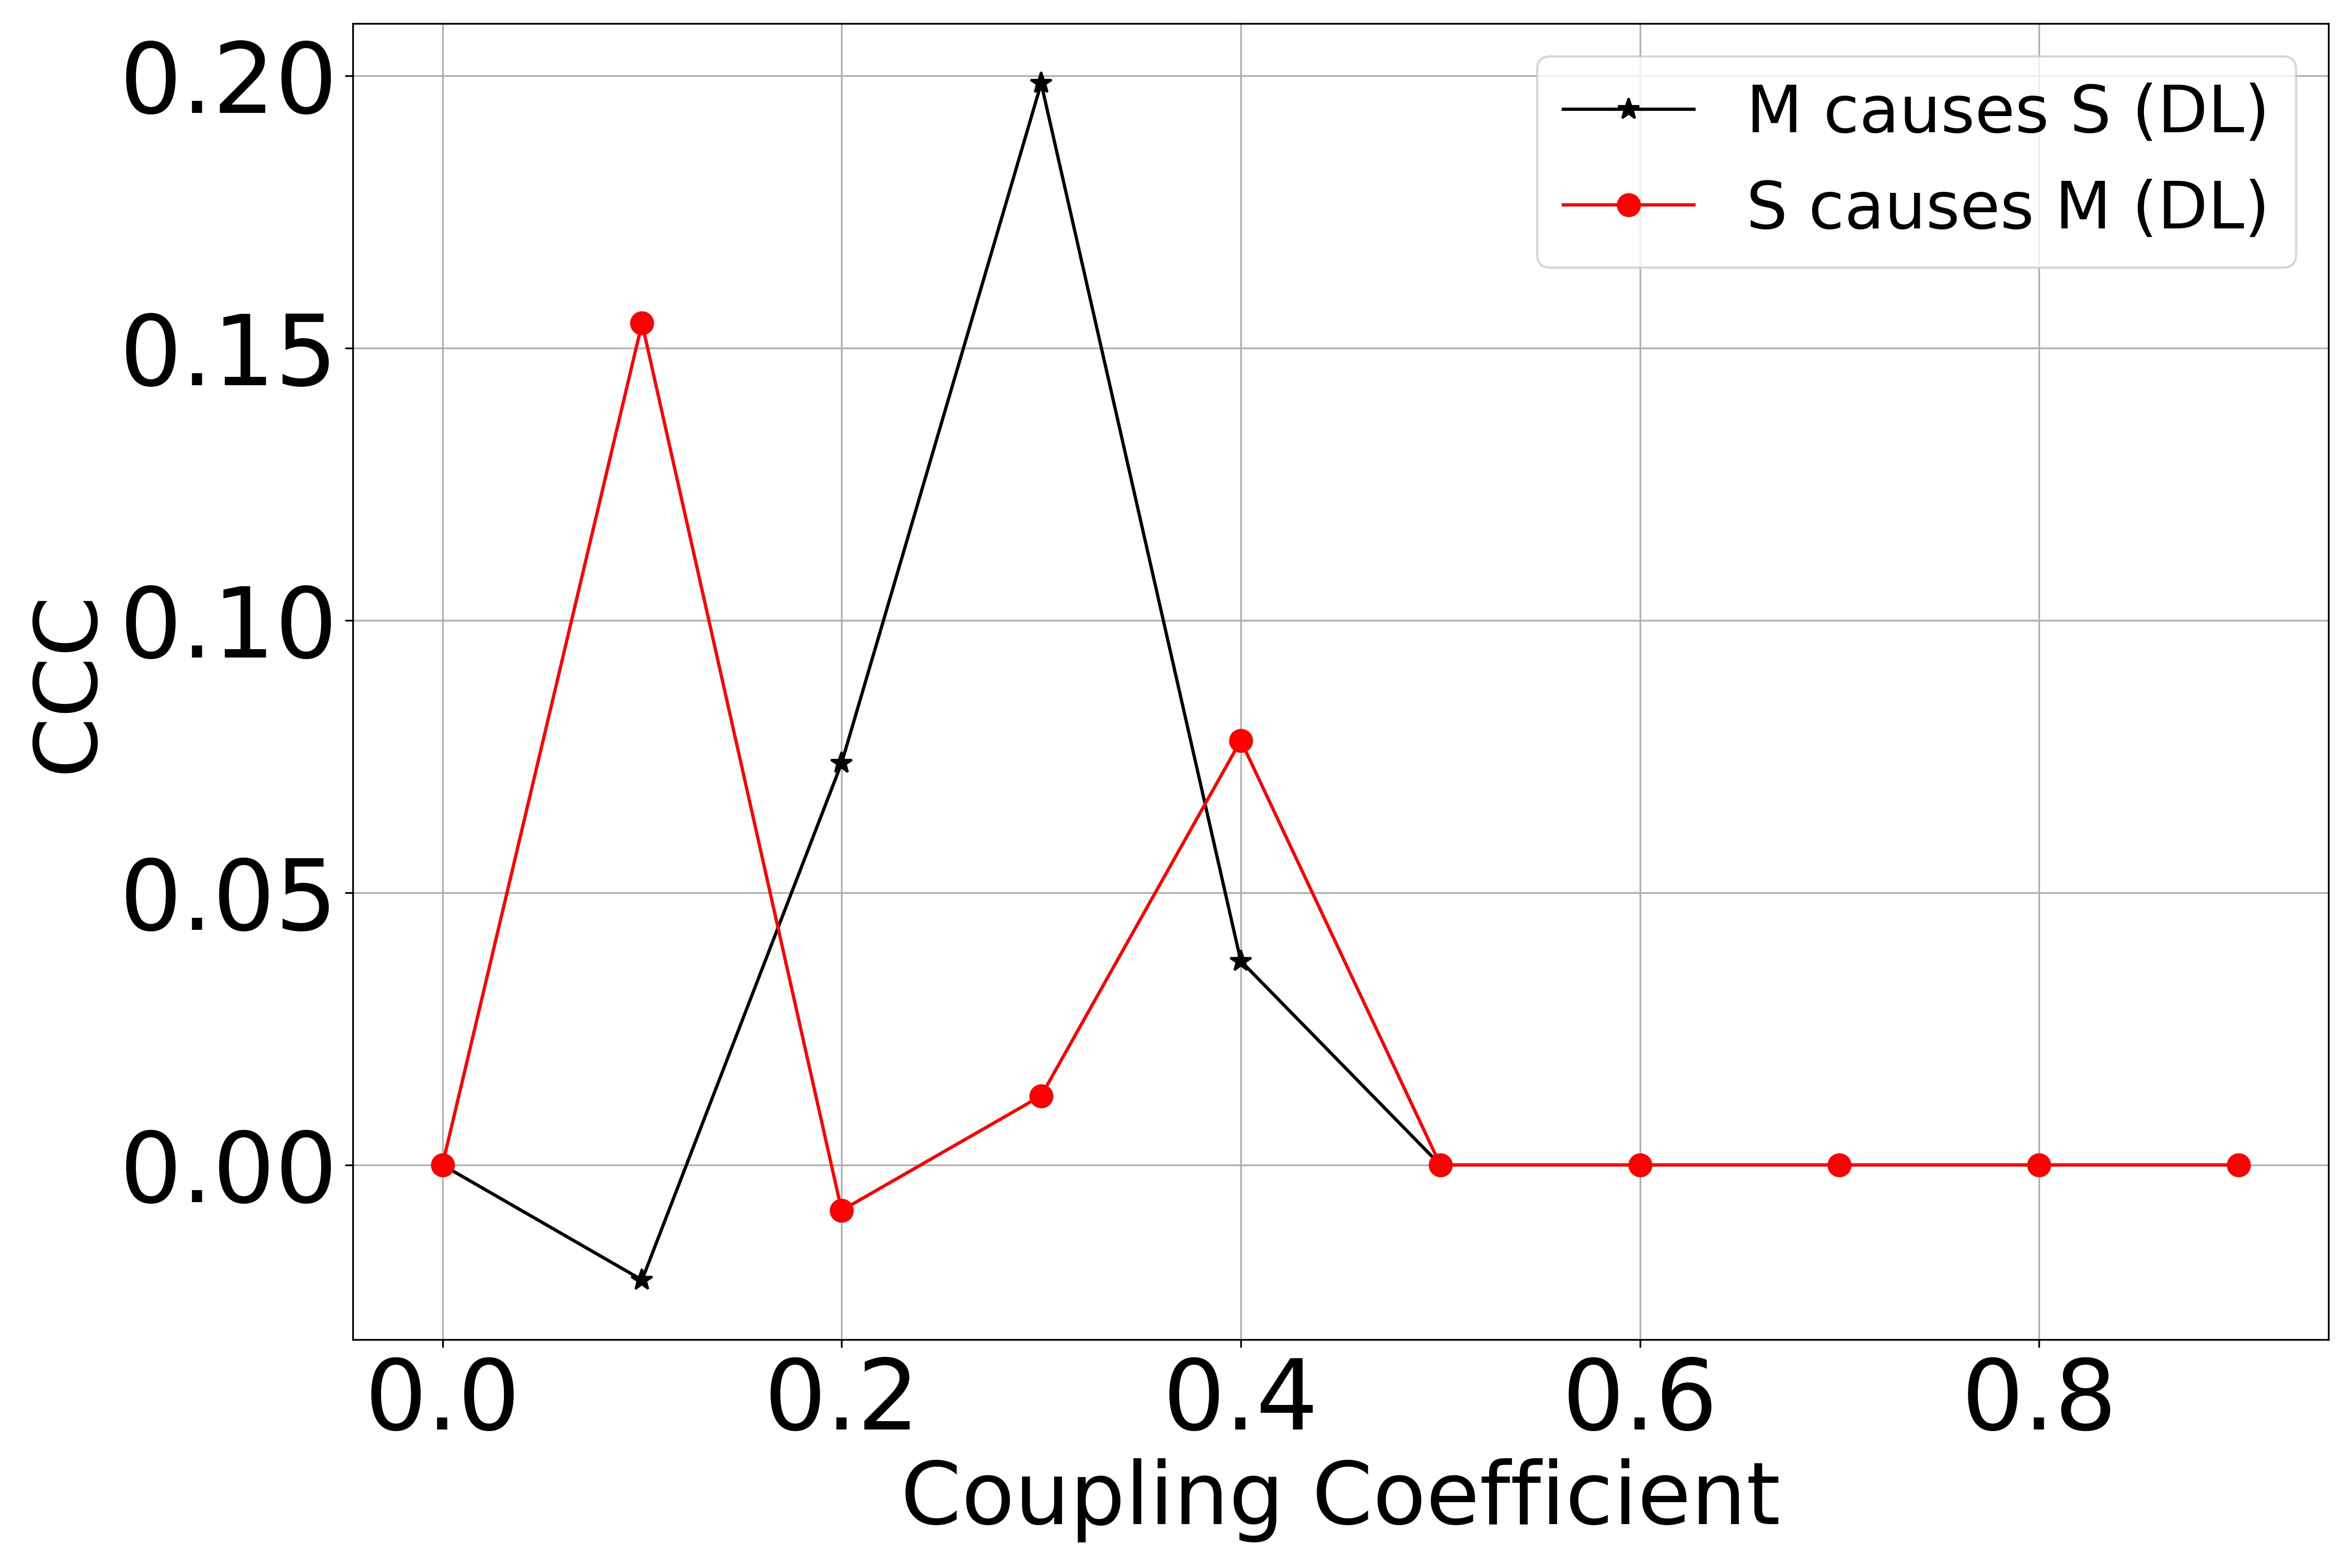 0.20
0.15
0.10
0.05
0.00
CCC
M causes S (DL)
S causes M (DL)
0.0 0.2 0.4 0.6 0.8
Coupling Coefficient